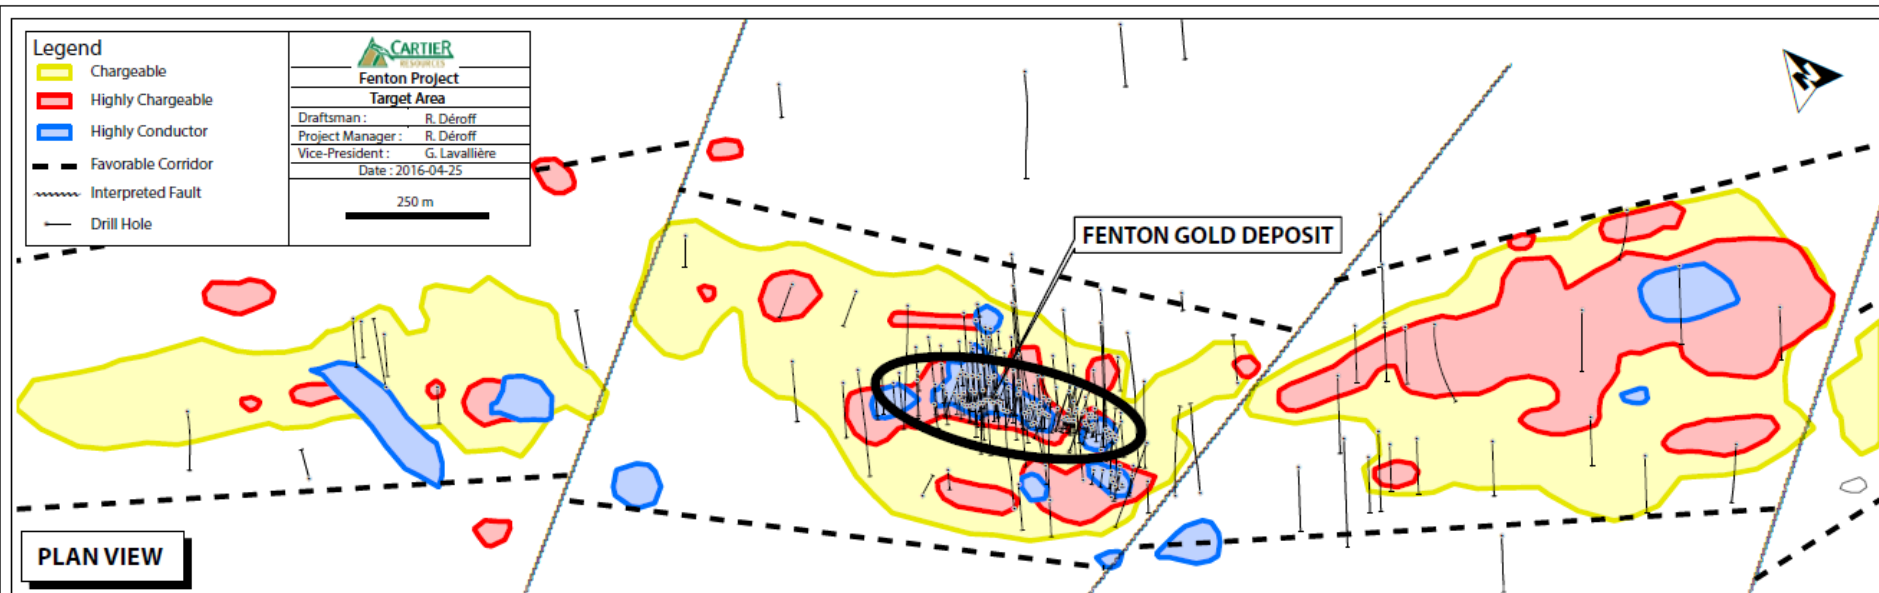 Legend
Chargeable
Highly Chargeable
Highly Conductor
Favorable Corridor
Interpreted Fault
Drill Hole
CARTIER
RESOURCES
Fenton Project
Target Area
Draftsman : R. Déroff
Project Manager : R. Déroff
Vice-President : G. Lavallière
Date : 2016-04-25
250 m
N
FENTON GOLD DEPOSIT
PLAN VIEW